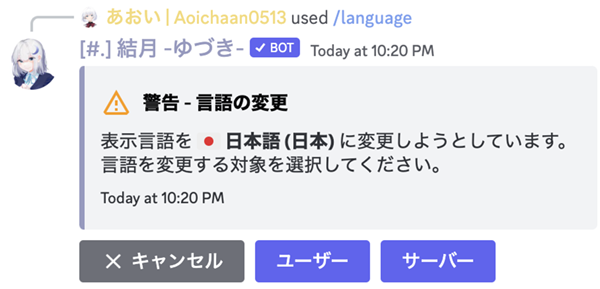 あおい | Aoichaan0513 used /language
[#.] 結月 -ゆづき- ✓ BOT Today at 10:20 PM
警告 - 言語の変更
表示言語を 🇯🇵 日本語 (日本) に変更しようとしています。
言語を変更する対象を選択してください。
Today at 10:20 PM
✕ キャンセル ユーザー サーバー